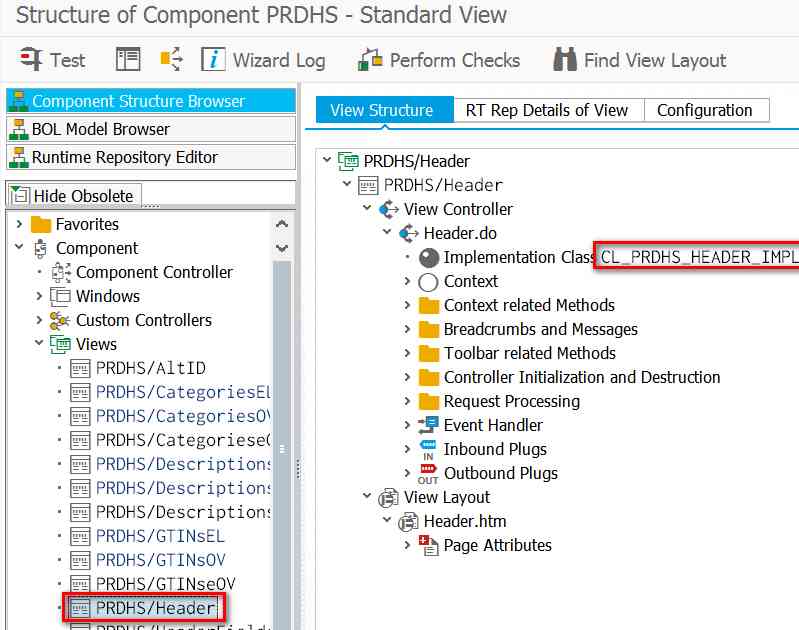 Structure of Component PRDHS - Standard View
Test
Wizard Log
Perform Checks
Find View Layout
Component Structure Browser
BOL Model Browser
Runtime Repository Editor
Hide Obsolete
Favorites
Component
Component Controller
Windows
Custom Controllers
Views
PRDHS/AltID
PRDHS/CategoriesEL
PRDHS/CategoriesOV
PRDHS/CategorieseO
PRDHS/Descriptions
PRDHS/Descriptions
PRDHS/Descriptions
PRDHS/GTINsEL
PRDHS/GTINsOV
PRDHS/GTINseOV
PRDHS/Header
View Structure
RT Rep Details of View
Configuration
PRDHS/Header
PRDHS/Header
View Controller
Header.do
Implementation Class CL_PRDHS_HEADER_IMPL
Context
Context related Methods
Breadcrumbs and Messages
Toolbar related Methods
Controller Initialization and Destruction
Request Processing
Event Handler
IN Inbound Plugs
OUT Outbound Plugs
View Layout
Header.htm
Page Attributes